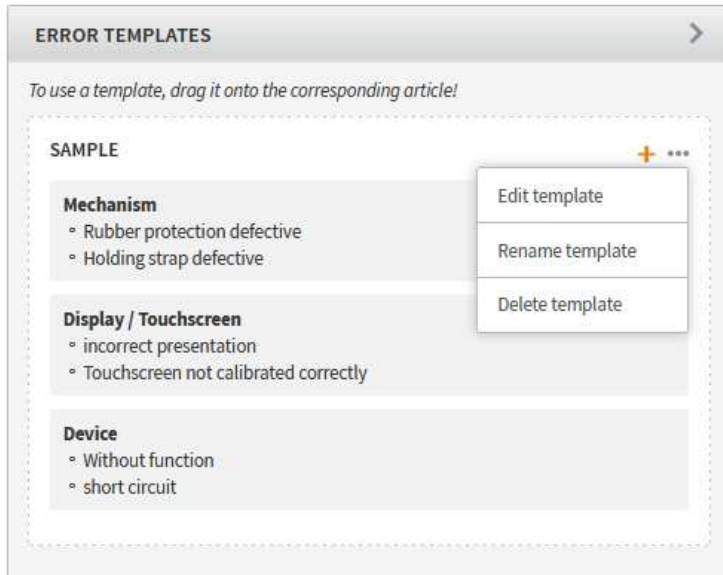 ERROR TEMPLATES
To use a template, drag it onto the corresponding article!
SAMPLE
Edit template
Rename template
Delete template
Mechanism
Rubber protection defective
Holding strap defective
Display / Touchscreen
incorrect presentation
Touchscreen not calibrated correctly
Device
Without function
short circuit